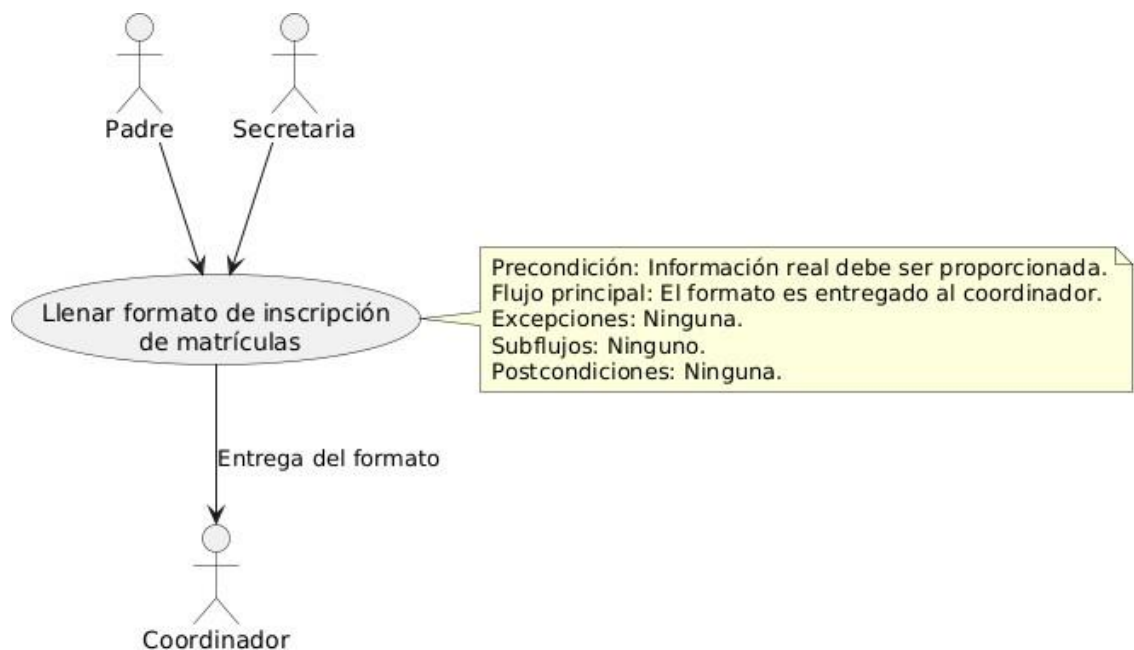 Padre
Secretaria
Llenar formato de inscripción
de matrículas
Precondición: Información real debe ser proporcionada.
Flujo principal: El formato es entregado al coordinador.
Excepciones: Ninguna.
Subflujos: Ninguno.
Postcondiciones: Ninguna.
Entrega del formato
Coordinador